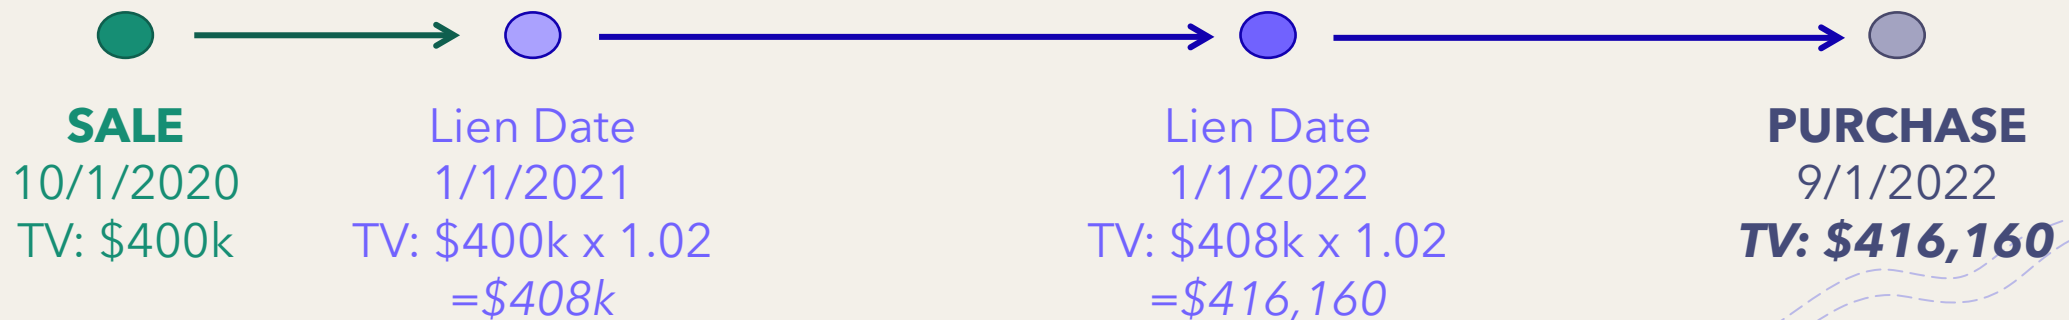 SALE
10/1/2020
TV: $400k
Lien Date
1/1/2021
TV: $400k x 1.02
=$408k
Lien Date
1/1/2022
TV: $408k x 1.02
=$416,160
PURCHASE
9/1/2022
TV: $416,160